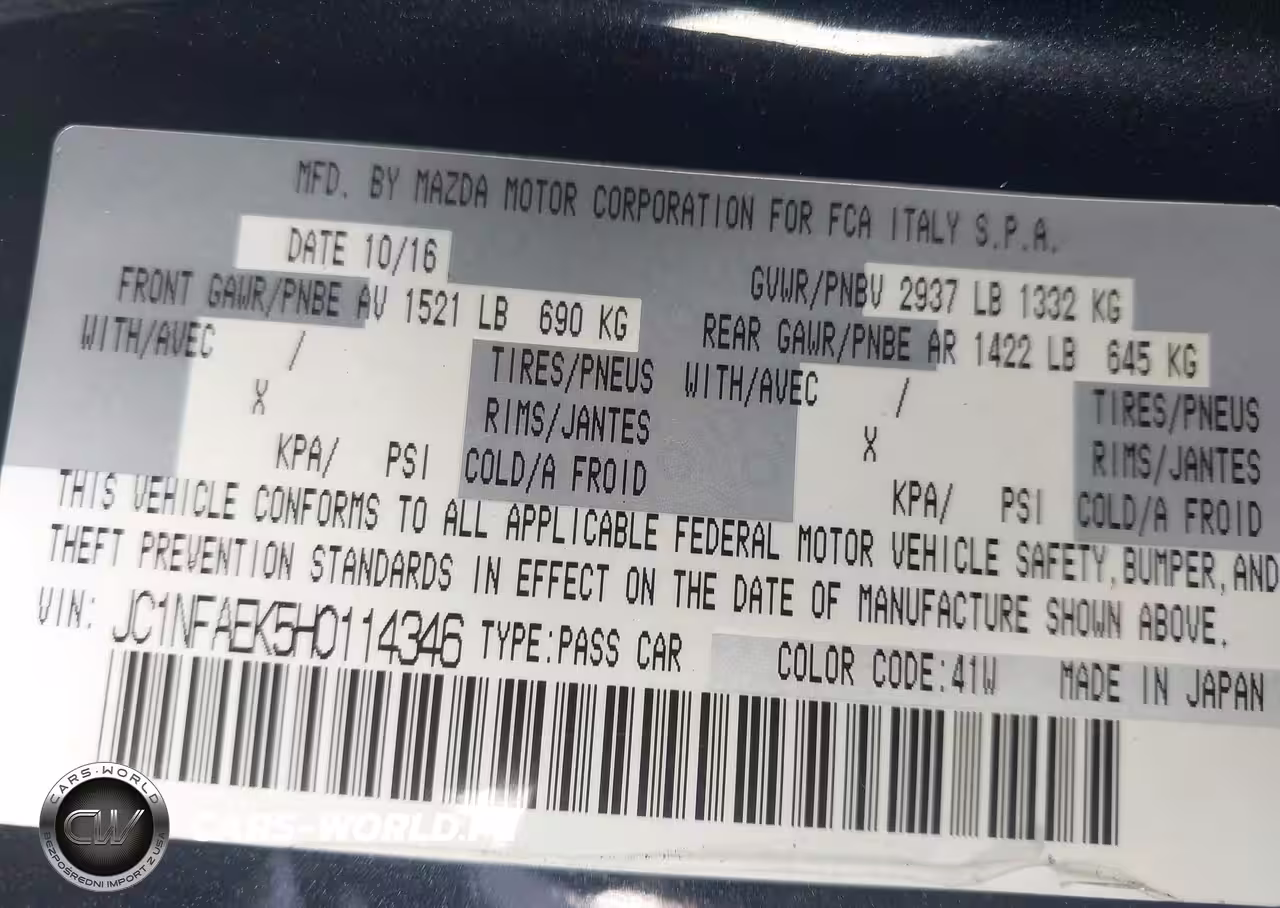 MFD. BY MAZDA MOTOR CORPORATION FOR FCA ITALY S.P.A.
DATE 10/16
GVWR/PNBV 2937 LB 1332 KG
FRONT GAWR/PNBE AV 1521 LB 690 KG
REAR GAWR/PNBE AR 1422 LB 645 KG
WITH/AVEC / TIRES/PNEUS
WITH/AVEC / TIRES/PNEUS
X RIMS/JANTES
X RIMS/JANTES
KPA/ PSI COLD/A FROID
KPA/ PSI COLD/A FROID
THIS VEHICLE CONFORMS TO ALL APPLICABLE FEDERAL MOTOR VEHICLE SAFETY, BUMPER, AND
THEFT PREVENTION STANDARDS IN EFFECT ON THE DATE OF MANUFACTURE SHOWN ABOVE.
VIN: JC1NFAEK5H0114346 TYPE:PASS CAR COLOR CODE:41W MADE IN JAPAN
CARS-WORLD
CW
BEZPOŚREDNI IMPORT Z USA
CARS-WORLD.